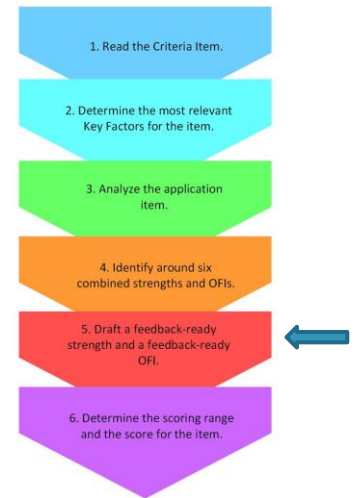 1. Read the Criteria Item.
2. Determine the most relevant
Key Factors for the item.
3. Analyze the application
item.
4. Identify around six
combined strengths and OFIs.
5. Draft a feedback-ready
strength and a feedback-ready
OFI.
6. Determine the scoring range
and the score for the item.